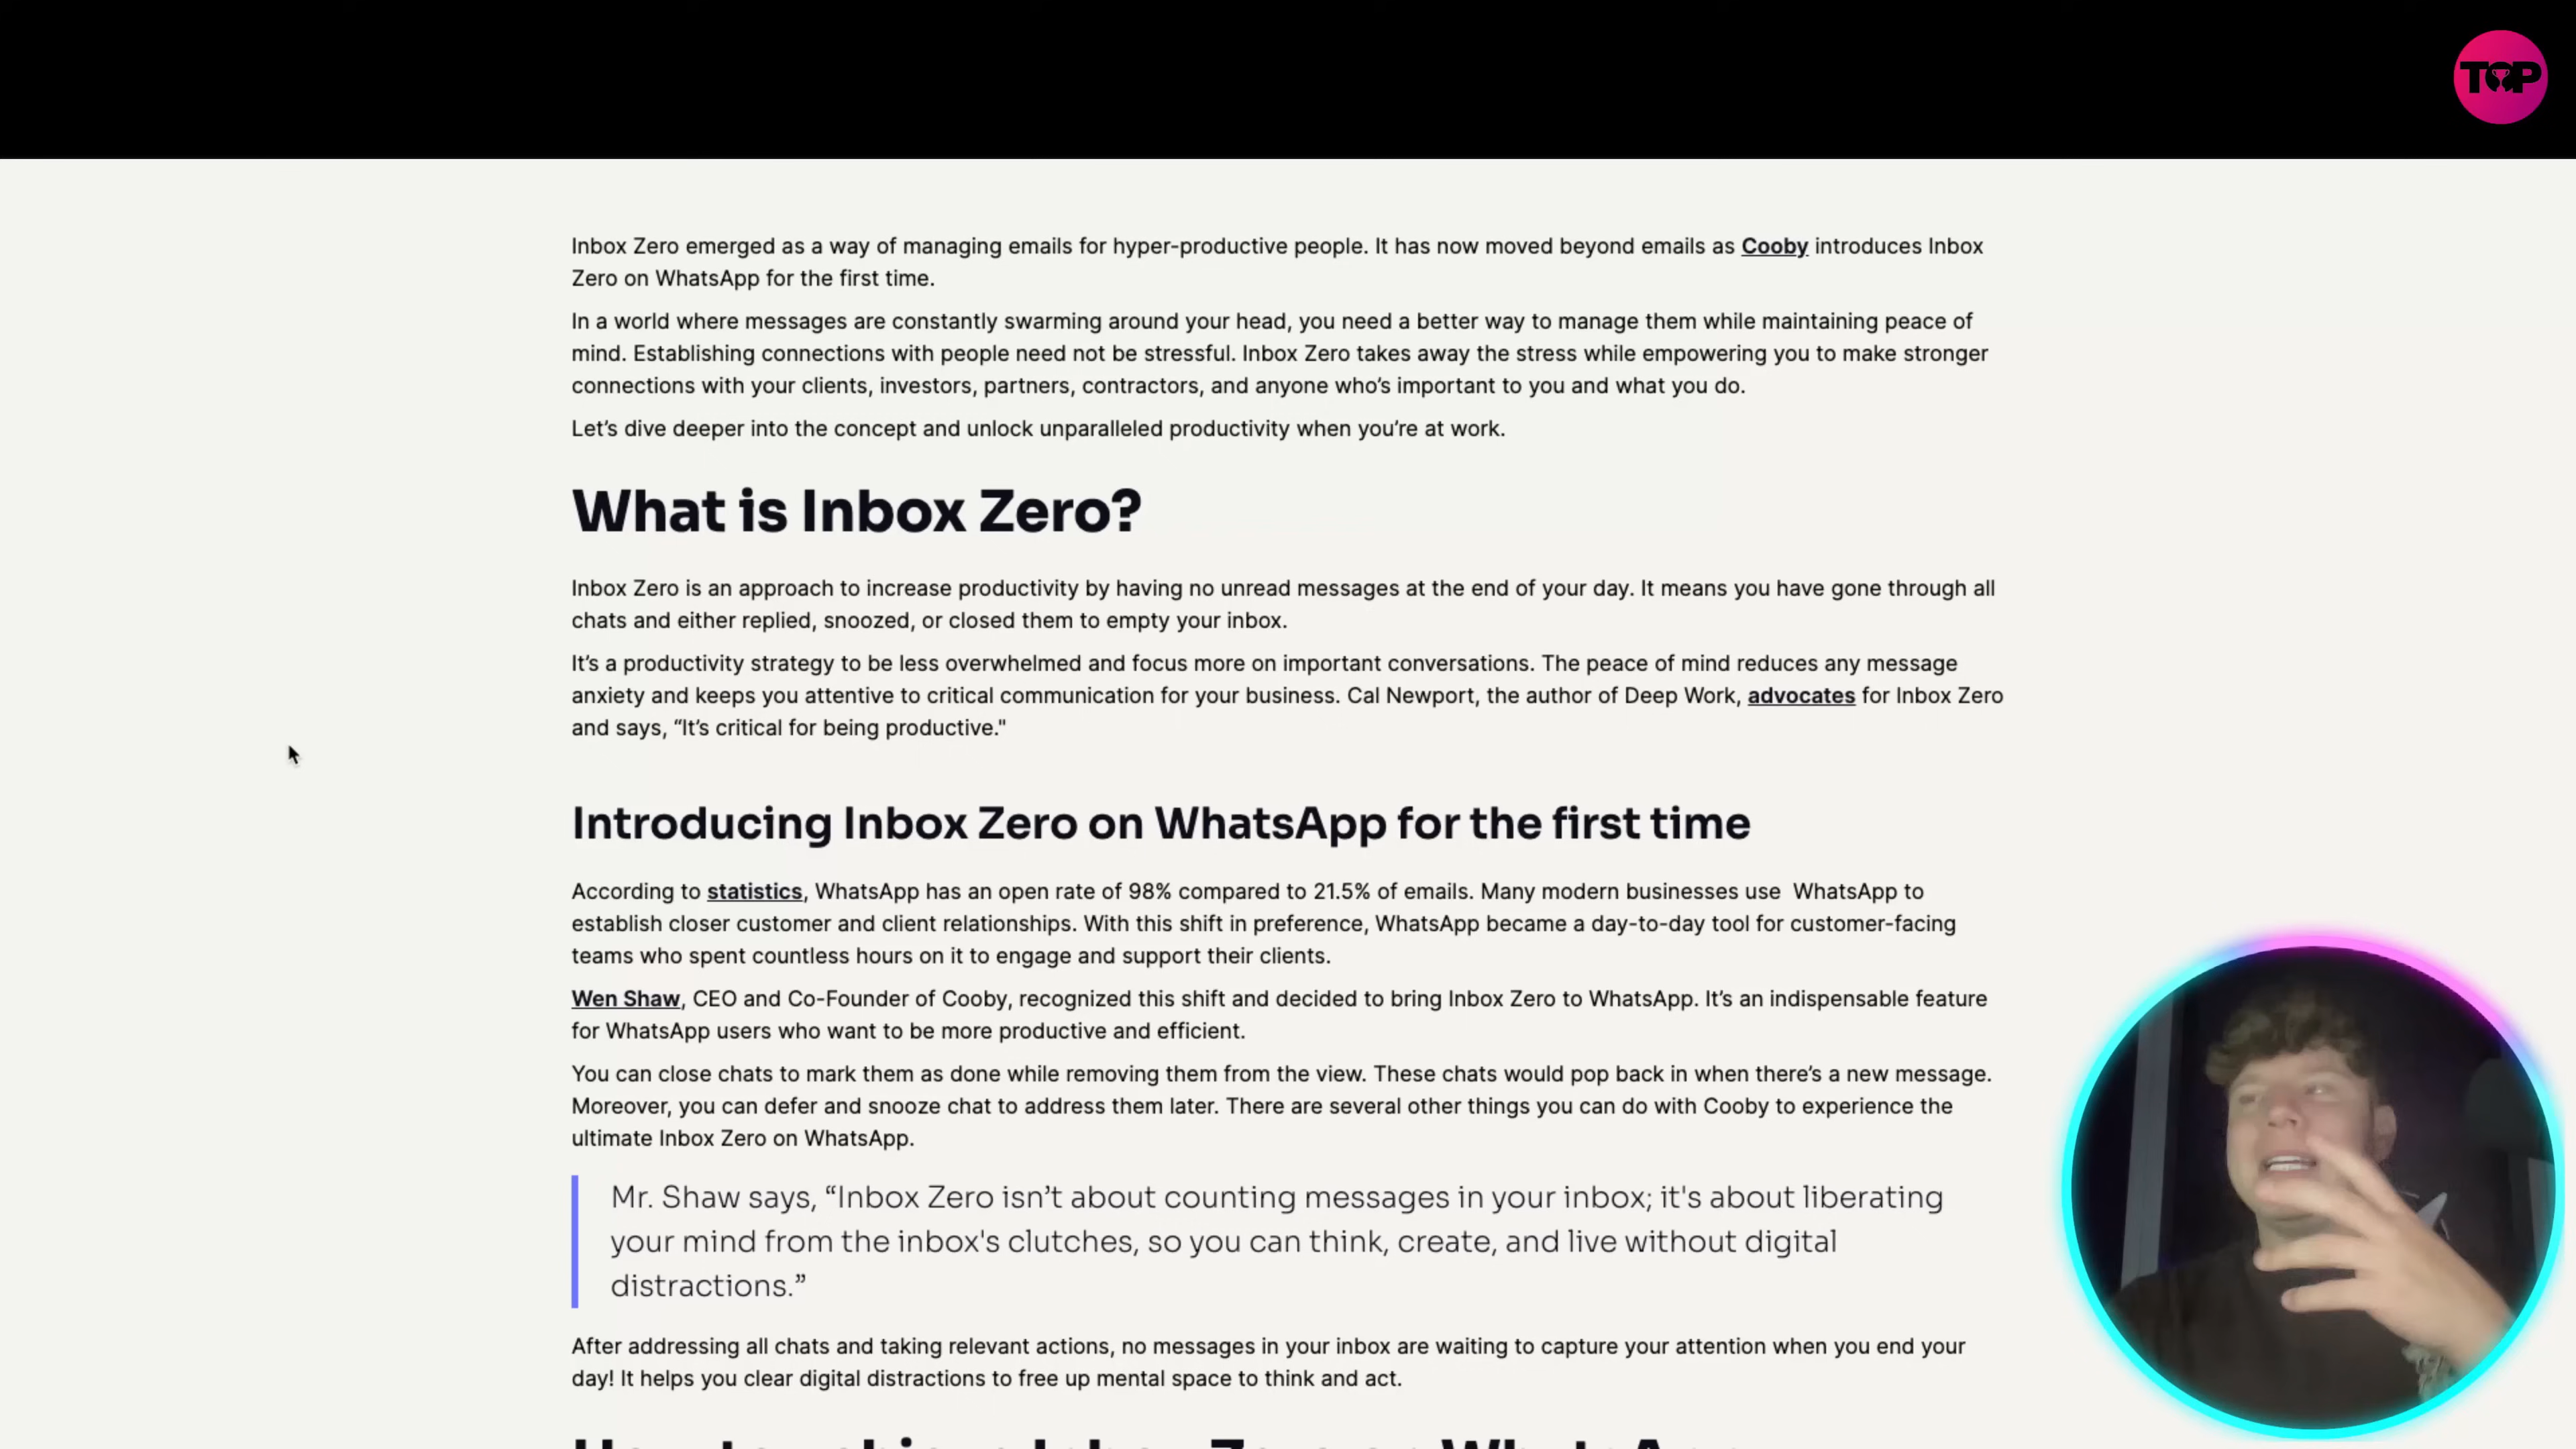 TOP
Inbox Zero emerged as a way of managing emails for hyper-productive people. It has now moved beyond emails as Cooby introduces Inbox
Zero on WhatsApp for the first time.
In a world where messages are constantly swarming around your head, you need a better way to manage them while maintaining peace of
mind. Establishing connections with people need not be stressful. Inbox Zero takes away the stress while empowering you to make stronger
connections with your clients, investors, partners, contractors, and anyone who’s important to you and what you do.
Let’s dive deeper into the concept and unlock unparalleled productivity when you’re at work.
What is Inbox Zero?
Inbox Zero is an approach to increase productivity by having no unread messages at the end of your day. It means you have gone through all
chats and either replied, snoozed, or closed them to empty your inbox.
It’s a productivity strategy to be less overwhelmed and focus more on important conversations. The peace of mind reduces any message
anxiety and keeps you attentive to critical communication for your business. Cal Newport, the author of Deep Work, advocates for Inbox Zero
and says, “It’s critical for being productive."
Introducing Inbox Zero on WhatsApp for the first time
According to statistics, WhatsApp has an open rate of 98% compared to 21.5% of emails. Many modern businesses use  WhatsApp to
establish closer customer and client relationships. With this shift in preference, WhatsApp became a day-to-day tool for customer-facing
teams who spent countless hours on it to engage and support their clients.
Wen Shaw, CEO and Co-Founder of Cooby, recognized this shift and decided to bring Inbox Zero to WhatsApp. It’s an indispensable feature
for WhatsApp users who want to be more productive and efficient.
You can close chats to mark them as done while removing them from the view. These chats would pop back in when there’s a new message.
Moreover, you can defer and snooze chat to address them later. There are several other things you can do with Cooby to experience the
ultimate Inbox Zero on WhatsApp.
Mr. Shaw says, “Inbox Zero isn’t about counting messages in your inbox; it's about liberating
your mind from the inbox's clutches, so you can think, create, and live without digital
distractions.”
After addressing all chats and taking relevant actions, no messages in your inbox are waiting to capture your attention when you end your
day! It helps you clear digital distractions to free up mental space to think and act.